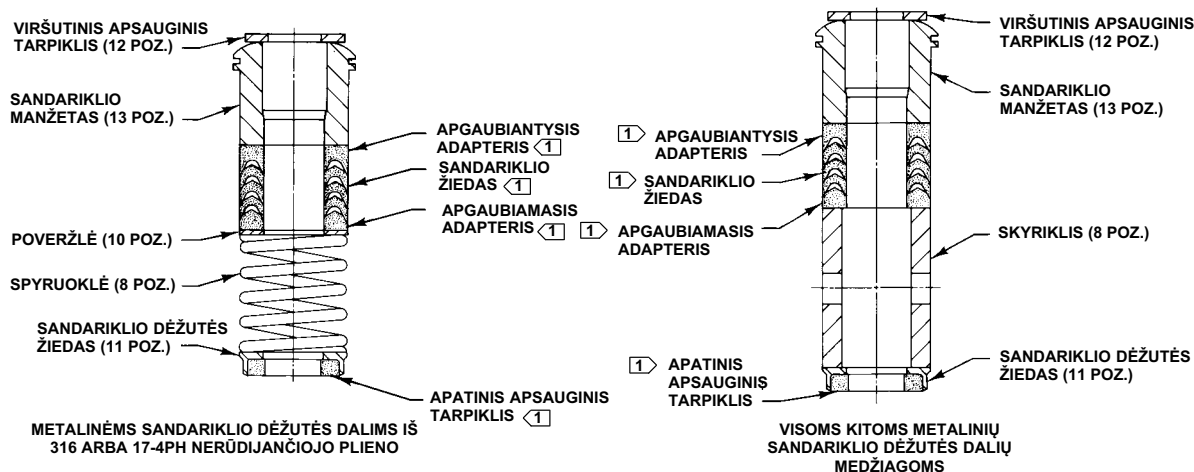 VIRŠUTINIS APSAUGINIS
TARPIKLIS (12 POZ.)
SANDARIKLIO
MANŽETAS (13 POZ.)
APGAUBIANTYSIS
ADAPTERIS 1
SANDARIKLIO
ŽIEDAS 1
APGAUBIAMASIS
ADAPTERIS 1
POVERŽLĖ (10 POZ.)
SPYRUOKLĖ (8 POZ.)
SANDARIKLIO DĖŽUTĖS
ŽIEDAS (11 POZ.)
APATINIS APSAUGINIS
TARPIKLIS 1
METALINĖMS SANDARIKLIO DĖŽUTĖS DALIMS IŠ
316 ARBA 17-4PH NERŪDIJANČIOJO PLIENO
VIRŠUTINIS APSAUGINIS
TARPIKLIS (12 POZ.)
SANDARIKLIO
MANŽETAS (13 POZ.)
1 APGAUBIANTYSIS
ADAPTERIS
1 SANDARIKLIO
ŽIEDAS
1 APGAUBIAMASIS
ADAPTERIS
SKYRIKLIS (8 POZ.)
1 APATINIS
APSAUGINIS
TARPIKLIS
SANDARIKLIO DĖŽUTĖS
ŽIEDAS (11 POZ.)
VISOMS KITOMS METALINIŲ
SANDARIKLIO DĖŽUTĖS DALIŲ
MEDŽIAGOMS